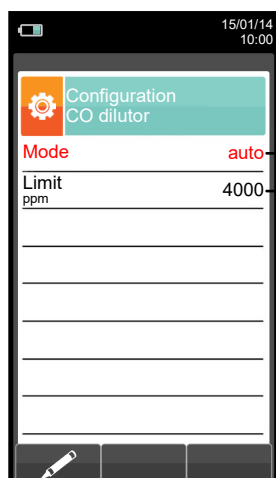 15/01/14
10:00
Configuration
CO dilutor
Mode auto
Limit 4000
ppm